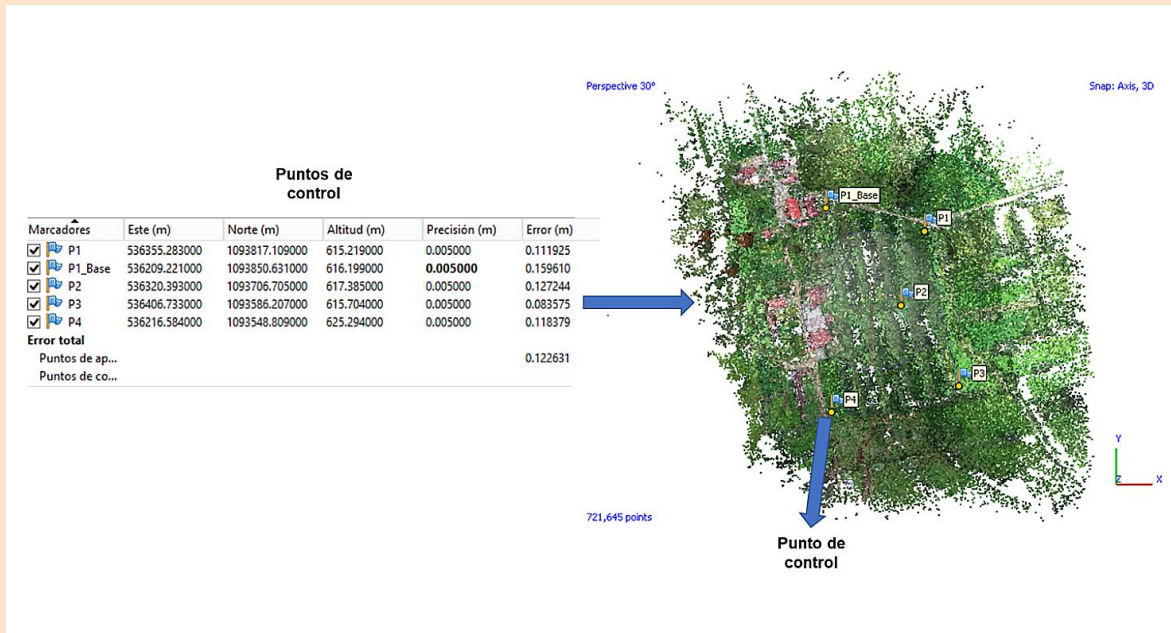 Puntos de
control
Marcadores Este (m) Norte (m) Altitud (m) Precisión (m) Error (m)
P1 536355.283000 1093817.109000 615.219000 0.005000 0.111925
P1_Base 536209.221000 1093850.631000 616.199000 0.005000 0.159610
P2 536320.393000 1093706.705000 617.385000 0.005000 0.127244
P3 536406.733000 1093586.207000 615.704000 0.005000 0.083575
P4 536216.584000 1093548.809000 625.294000 0.005000 0.118379
Error total
Puntos de ap... 0.122631
Puntos de co...
Perspective 30°
Snap: Axis, 3D
P1_Base
P1
P2
P3
P4
Y
Z
X
721,645 points
Punto de
control